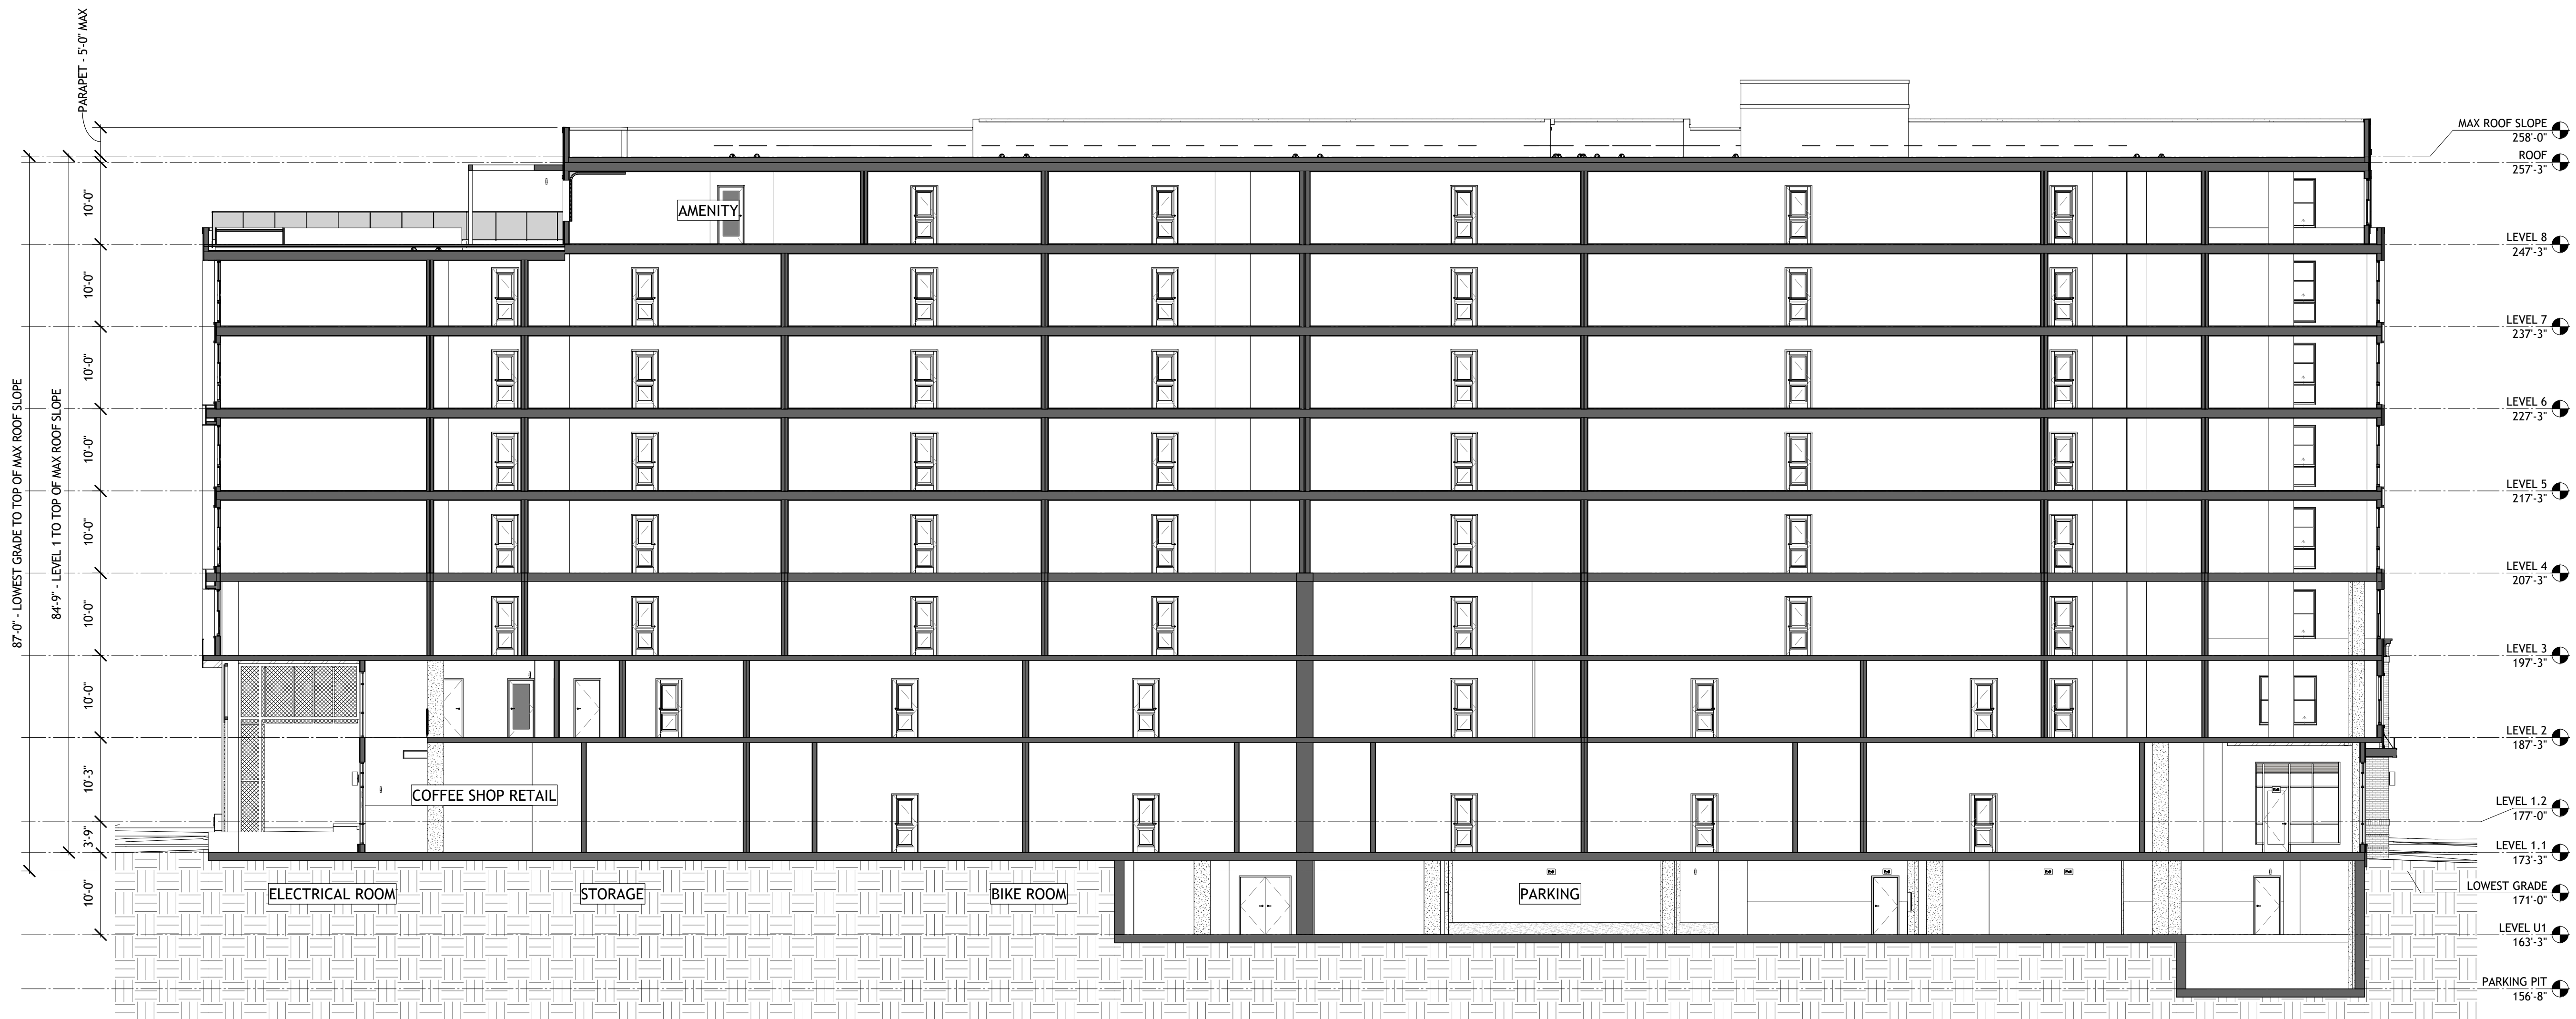 PARAPET - 5'-0" MAX
87'-0" - LOWEST GRADE TO TOP OF MAX ROOF SLOPE
84'-9" - LEVEL 1 TO TOP OF MAX ROOF SLOPE
10'-0"
10'-0"
10'-0"
10'-0"
10'-0"
10'-0"
10'-0"
10'-3"
3'-9"
10'-0"
AMENITY
COFFEE SHOP RETAIL
ELECTRICAL ROOM
STORAGE
BIKE ROOM
PARKING
MAX ROOF SLOPE
258'-0"
ROOF
257'-3"
LEVEL 8
247'-3"
LEVEL 7
237'-3"
LEVEL 6
227'-3"
LEVEL 5
217'-3"
LEVEL 4
207'-3"
LEVEL 3
197'-3"
LEVEL 2
187'-3"
LEVEL 1.2
177'-0"
LEVEL 1.1
173'-3"
LOWEST GRADE
171'-0"
LEVEL U1
163'-3"
PARKING PIT
156'-8"